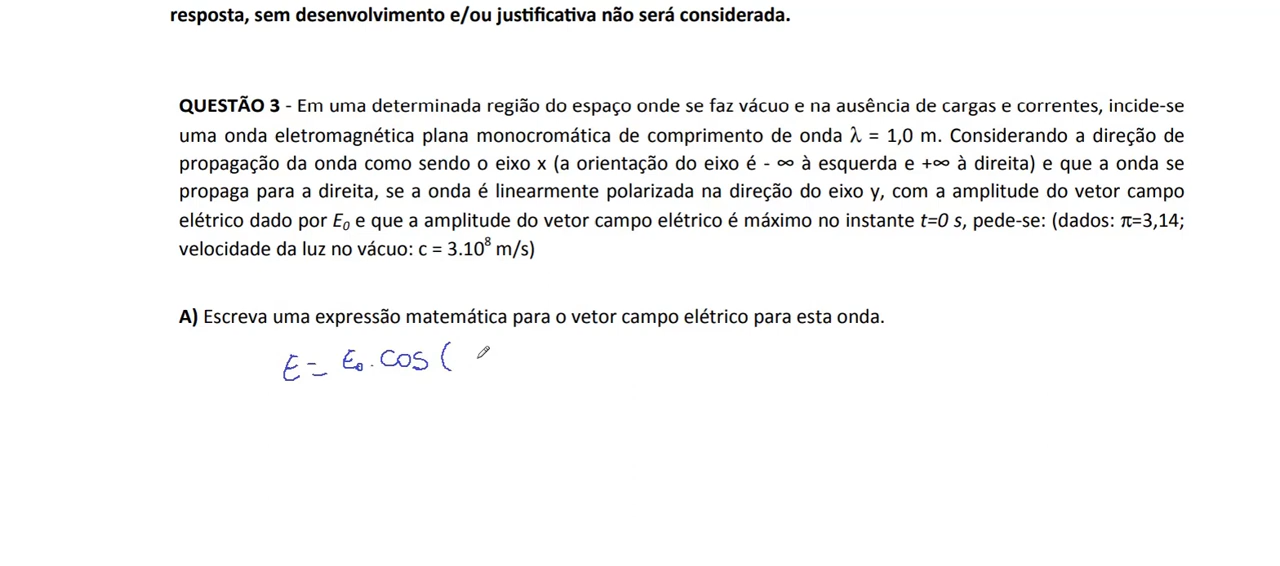 resposta, sem desenvolvimento e/ou justificativa não será considerada.
QUESTÃO 3 - Em uma determinada região do espaço onde se faz vácuo e na ausência de cargas e correntes, incide-se
uma onda eletromagnética plana monocromática de comprimento de onda λ = 1,0 m. Considerando a direção de
propagação da onda como sendo o eixo x (a orientação do eixo é - ∞ à esquerda e +∞ à direita) e que a onda se
propaga para a direita, se a onda é linearmente polarizada na direção do eixo y, com a amplitude do vetor campo
elétrico dado por E₀ e que a amplitude do vetor campo elétrico é máximo no instante t=0 s, pede-se: (dados: π=3,14;
velocidade da luz no vácuo: c = 3.10⁸ m/s)
A) Escreva uma expressão matemática para o vetor campo elétrico para esta onda.
E = E₀. cos (